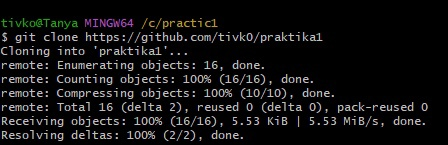 tivko@Tanya MINGW64 /c/practic1
$ git clone https://github.com/tivk0/praktika1
Cloning into 'praktika1'...
remote: Enumerating objects: 16, done.
remote: Counting objects: 100% (16/16), done.
remote: Compressing objects: 100% (10/10), done.
remote: Total 16 (delta 2), reused 0 (delta 0), pack-reused 0
Receiving objects: 100% (16/16), 5.53 KiB | 5.53 MiB/s, done.
Resolving deltas: 100% (2/2), done.